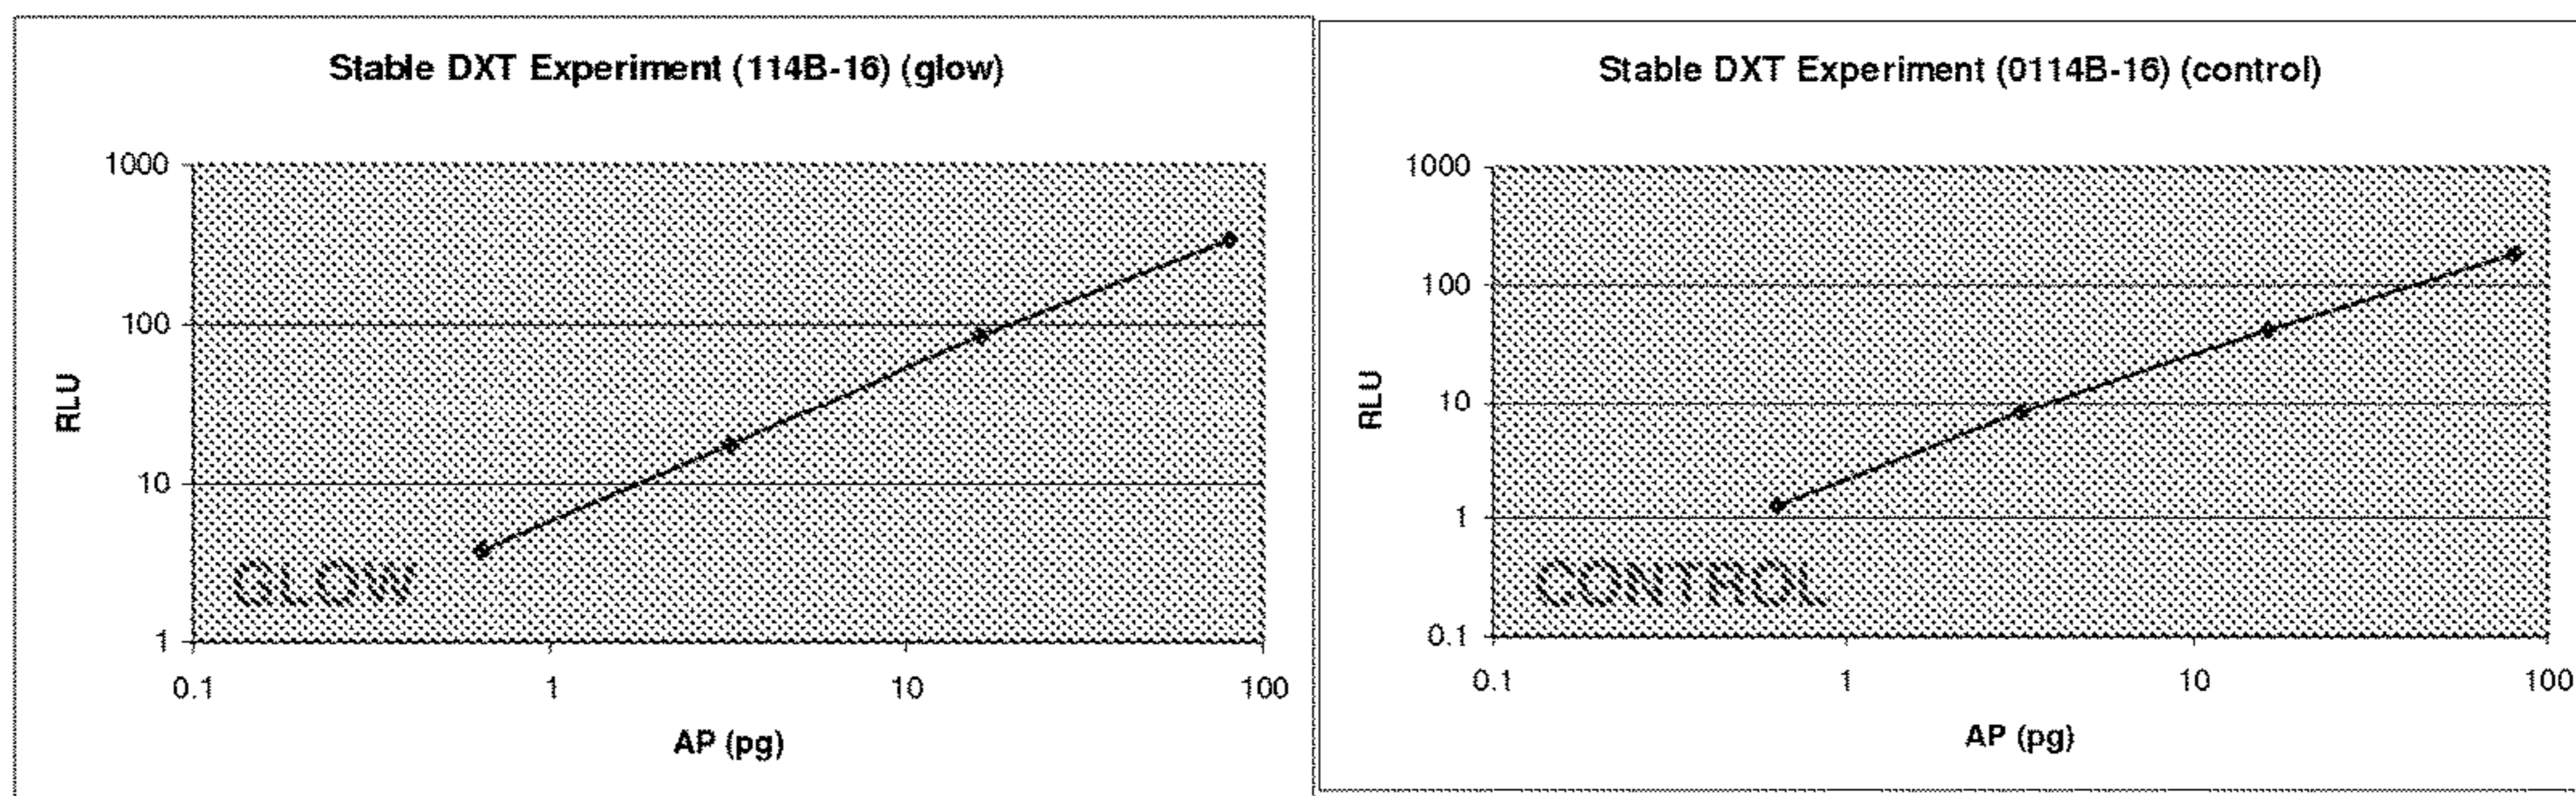 Stable DXT Experiment (114B-16) (glow)
1000
100
10
1
RLU
GLOW
0.1 1 10 100
AP (pg)
Stable DXT Experiment (0114B-16) (control)
1000
100
10
1
0.1
RLU
CONTROL
0.1 1 10 100
AP (pg)